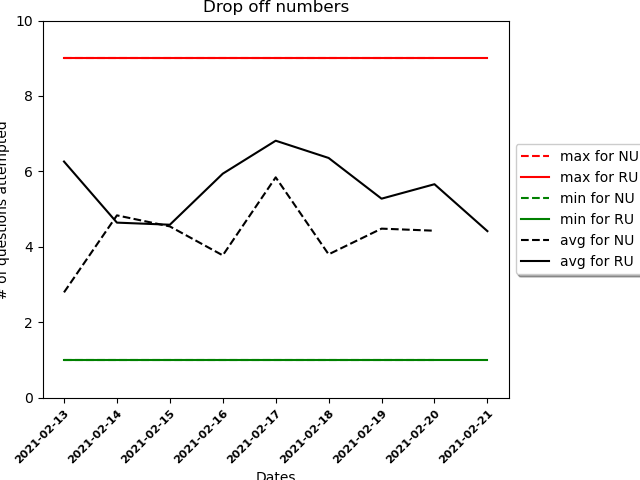 Drop off numbers
# of questions attempted
10
8
6
4
2
0
2021-02-13
2021-02-14
2021-02-15
2021-02-16
2021-02-17
2021-02-18
2021-02-19
2021-02-20
2021-02-21
Dates
max for NU
max for RU
min for NU
min for RU
avg for NU
avg for RU